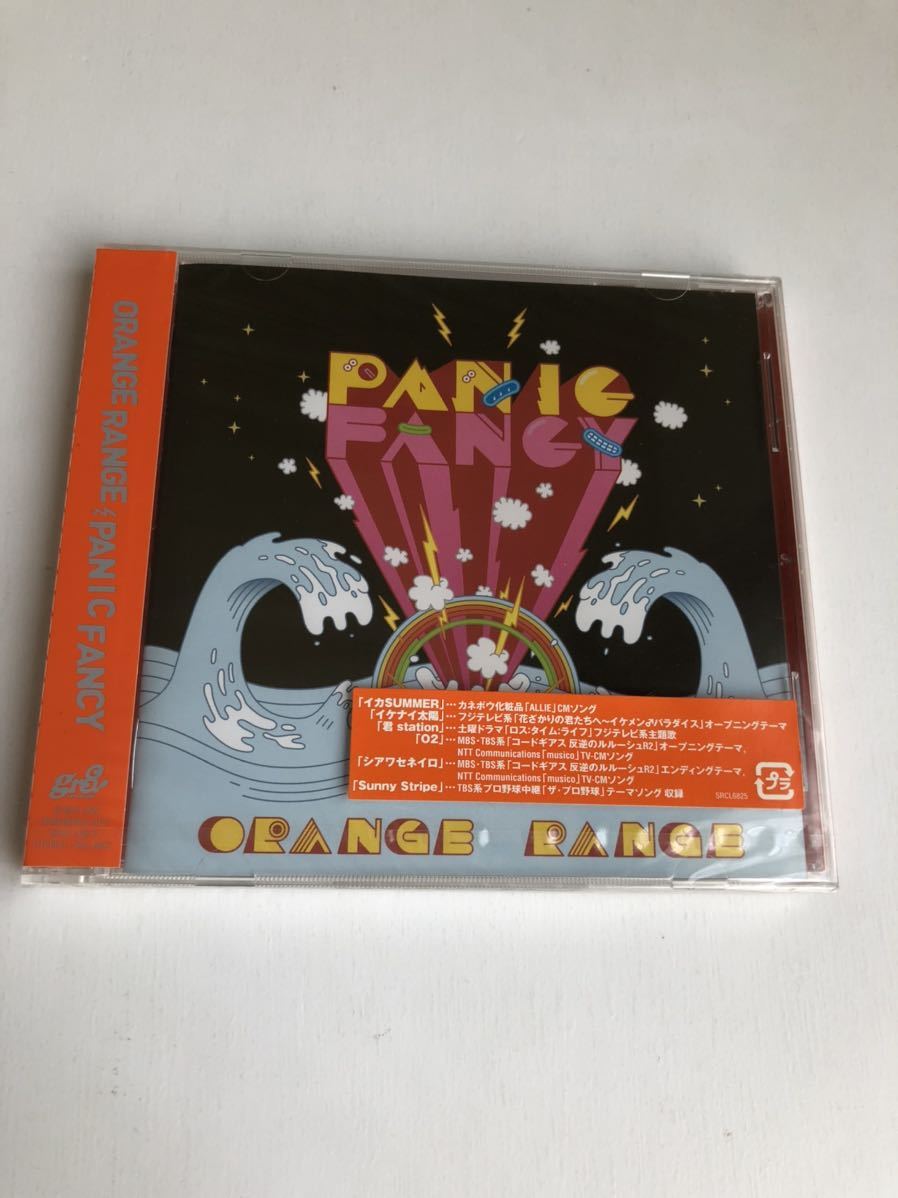 ORANGE RANGE PANIC FANCY
gr8!
PANIC
FANCY
「イカSUMMER」…カネボウ化粧品「ALLIE」CMソング
「イケナイ太陽」…フジテレビ系「花ざかりの君たちへ〜イケメン♂パラダイス」オープニングテーマ
「君 station」…土曜ドラマ「ロス:タイム:ライフ」フジテレビ系主題歌
「O2」…MBS・TBS系「コードギアス 反逆のルルーシュR2」オープニングテーマ、
NTT Communications「musico」TV-CMソング
「シアワセネイロ」…MBS・TBS系「コードギアス 反逆のルルーシュR2」エンディングテーマ、
NTT Communications「musico」TV-CMソング
「Sunny Stripe」…TBS系プロ野球中継「ザ・プロ野球」テーマソング 収録
SRCL6825
プラ
ORANGE RANGE